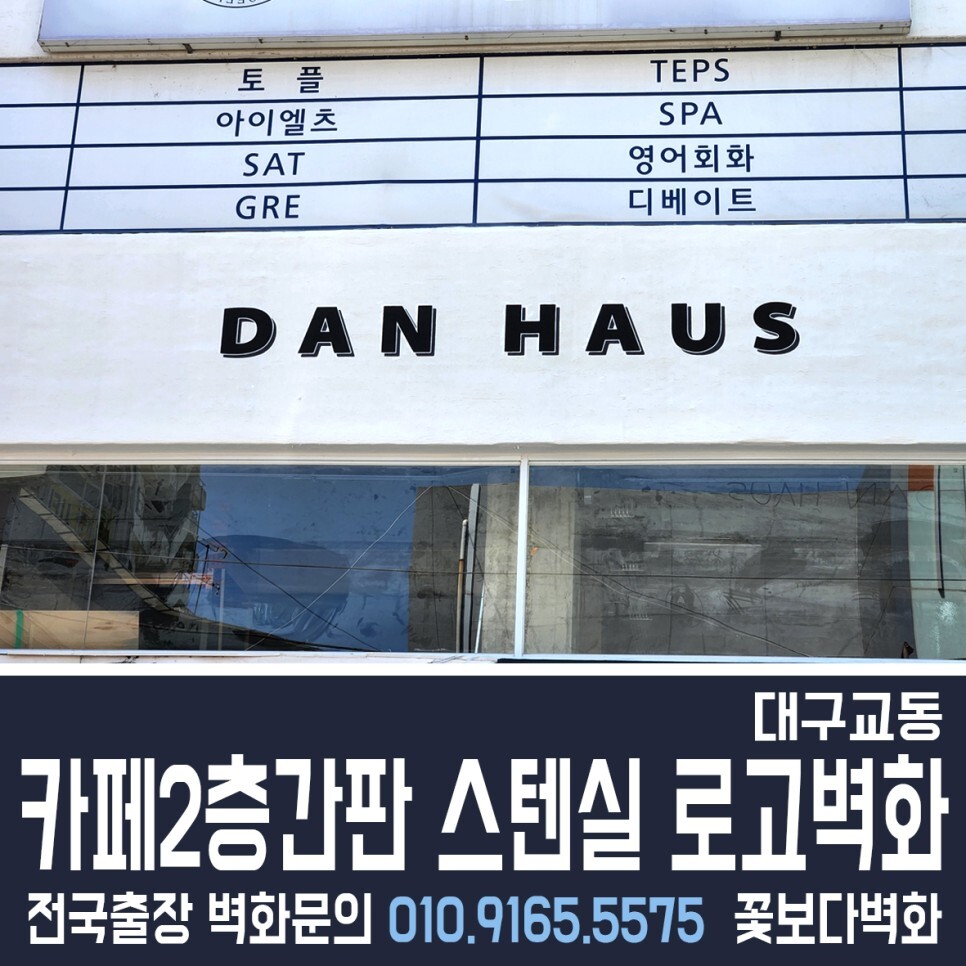 토 플 TEPS
아이엘츠 SPA
SAT 영어회화
GRE 디베이트
DAN HAUS
대구교동
카페2층간판 스텐실 로고벽화
전국출장 벽화문의 010.9165.5575 꽃보다벽화